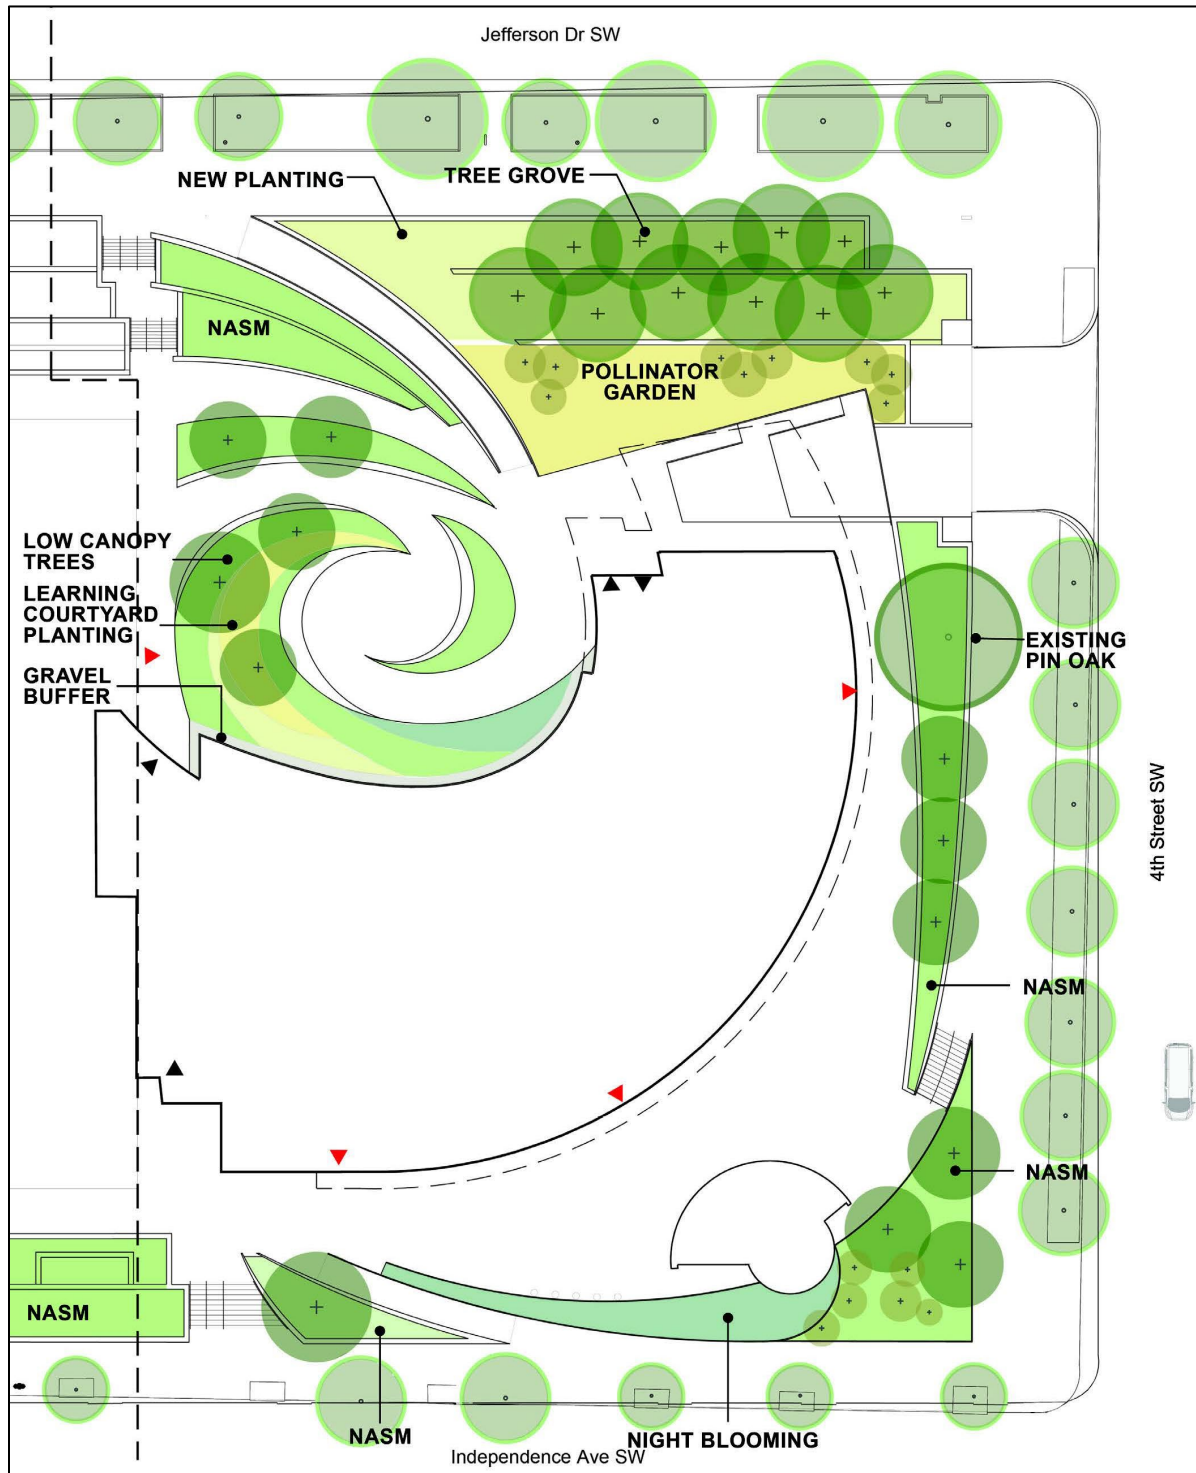 Jefferson Dr SW
NEW PLANTING
TREE GROVE
NASM
POLLINATOR
GARDEN
LOW CANOPY
TREES
LEARNING
COURTYARD
PLANTING
GRAVEL
BUFFER
EXISTING
PIN OAK
4th Street SW
NASM
NASM
NASM
NASM
NIGHT BLOOMING
Independence Ave SW